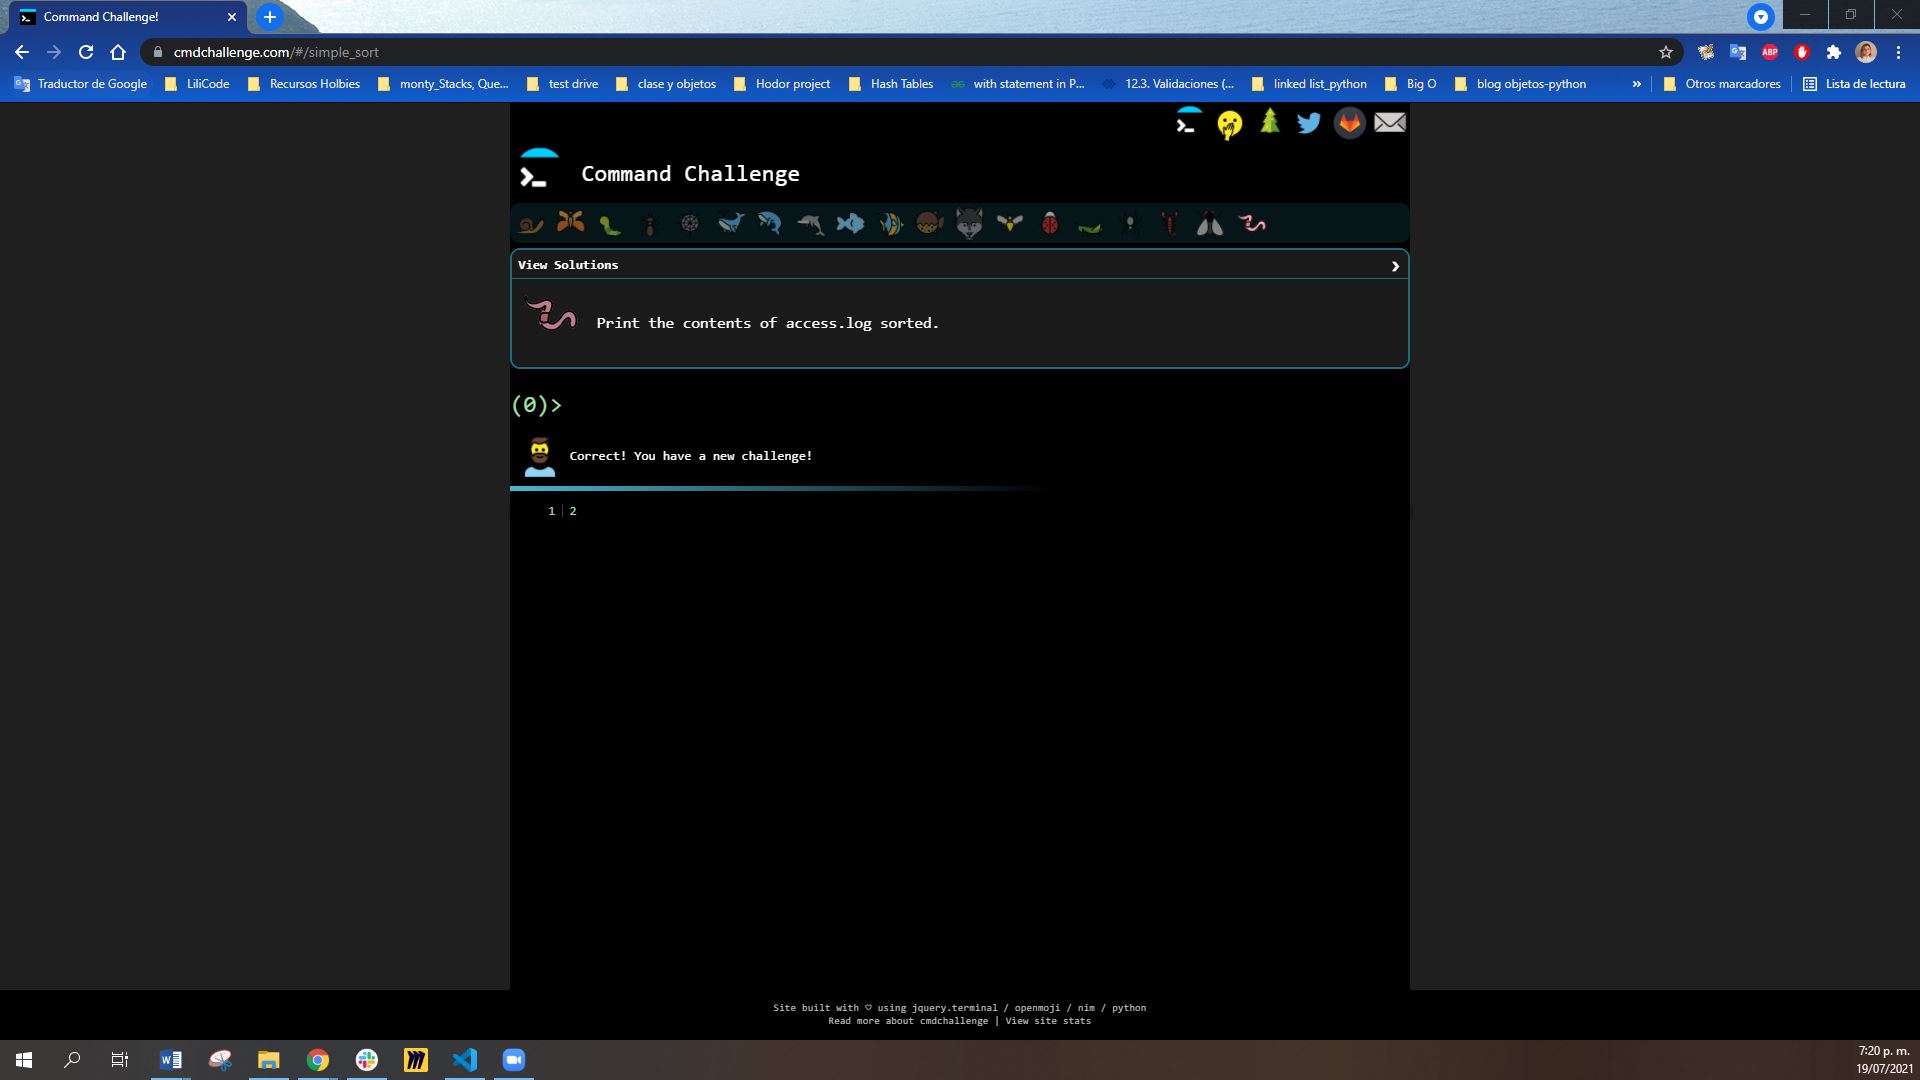 Command Challenge!
cmdchallenge.com/#/simple_sort
Traductor de Google
LiliCode
Recursos Holbies
monty_Stacks, Que...
test drive
clase y objetos
Hodor project
Hash Tables
with statement in P...
12.3. Validaciones (...
linked list_python
Big O
blog objetos-python
»
Otros marcadores
Lista de lectura
ABP
Command Challenge
View Solutions
Print the contents of access.log sorted.
(0)>
Correct! You have a new challenge!
1 | 2
Site built with ♡ using jquery.terminal / openmoji / nim / python
Read more about cmdchallenge | View site stats
7:20 p. m.
19/07/2021